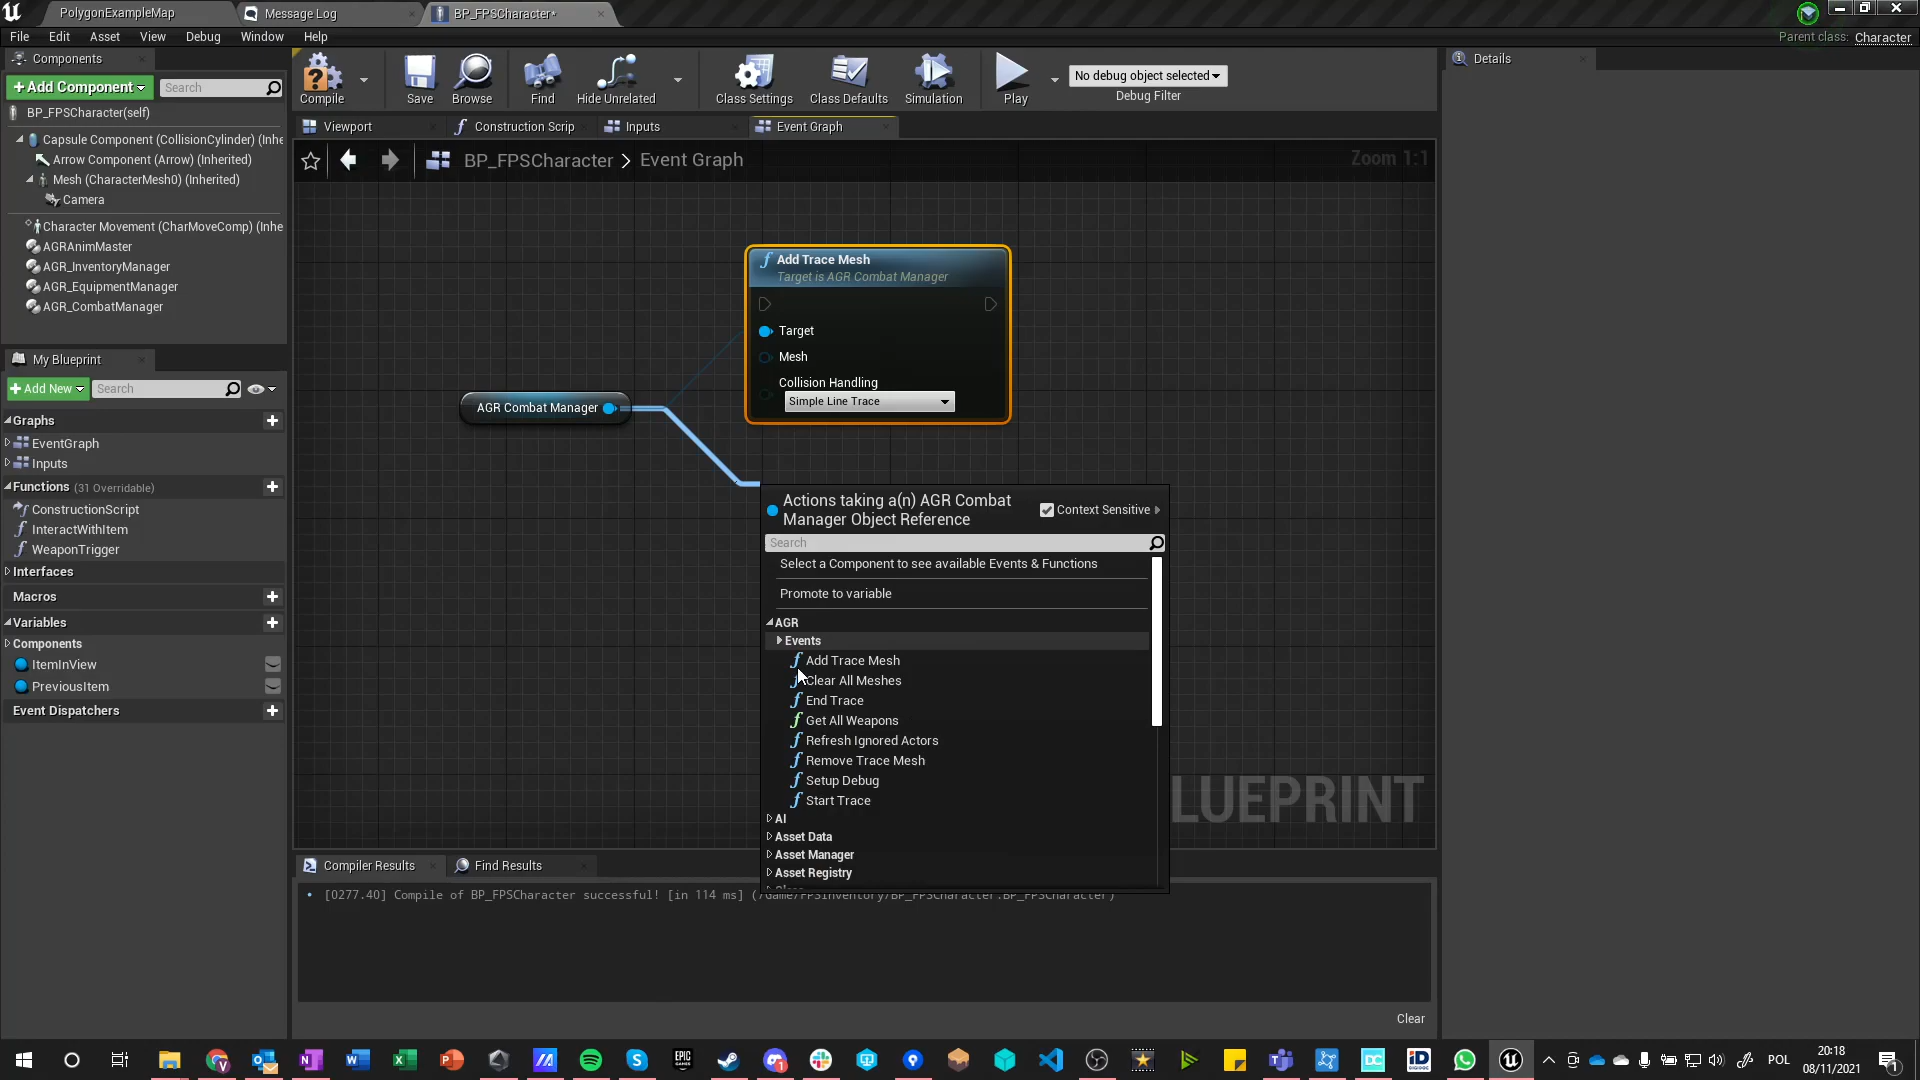 PolygonExampleMap
Message Log
BP_FPSCharacter*
File Edit Asset View Debug Window Help
Parent class: Character
Components
+Add Component
Search
BP_FPSCharacter(self)
Capsule Component (CollisionCylinder) (Inhe
Arrow Component (Arrow) (Inherited)
Mesh (CharacterMesh0) (Inherited)
Camera
Character Movement (CharMoveComp) (Inhe
AGRAnimMaster
AGR_InventoryManager
AGR_EquipmentManager
AGR_CombatManager
My Blueprint
+Add New
Search
Graphs
EventGraph
Inputs
Functions (31 Overridable)
ConstructionScript
InteractWithItem
WeaponTrigger
Interfaces
Macros
Variables
Components
ItemInView
PreviousItem
Event Dispatchers
Compile
Save
Browse
Find
Hide Unrelated
Class Settings
Class Defaults
Simulation
Play
No debug object selected
Debug Filter
Viewport
Construction Scrip
Inputs
Event Graph
BP_FPSCharacter > Event Graph
Zoom 1:1
Add Trace Mesh
Target is AGR Combat Manager
Target
Mesh
Collision Handling
Simple Line Trace
AGR Combat Manager
Actions taking a(n) AGR Combat
Manager Object Reference
Context Sensitive
Search
Select a Component to see available Events & Functions
Promote to variable
AGR
Events
Add Trace Mesh
Clear All Meshes
End Trace
Get All Weapons
Refresh Ignored Actors
Remove Trace Mesh
Setup Debug
Start Trace
AI
Asset Data
Asset Manager
Asset Registry
LUEPRINT
Compiler Results
Find Results
[0277.40] Compile of BP_FPSCharacter successful! [in 114 ms] (/Game/FPSInventory/BP_FPSCharacter.BP_FPSCharacter)
Clear
Details
POL
20:18
08/11/2021